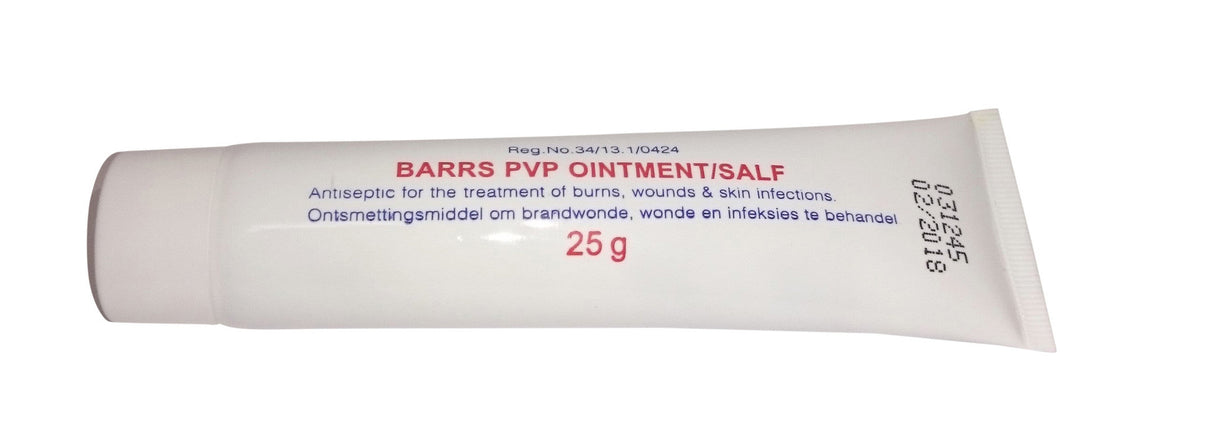 Reg.No.34/13.1/0424
BARRS PVP OINTMENT/SALF
Antiseptic for the treatment of burns, wounds & skin infections.
Ontsmettingsmiddel om brandwonde, wonde en infeksies te behandel
25 g
031245
02/2018